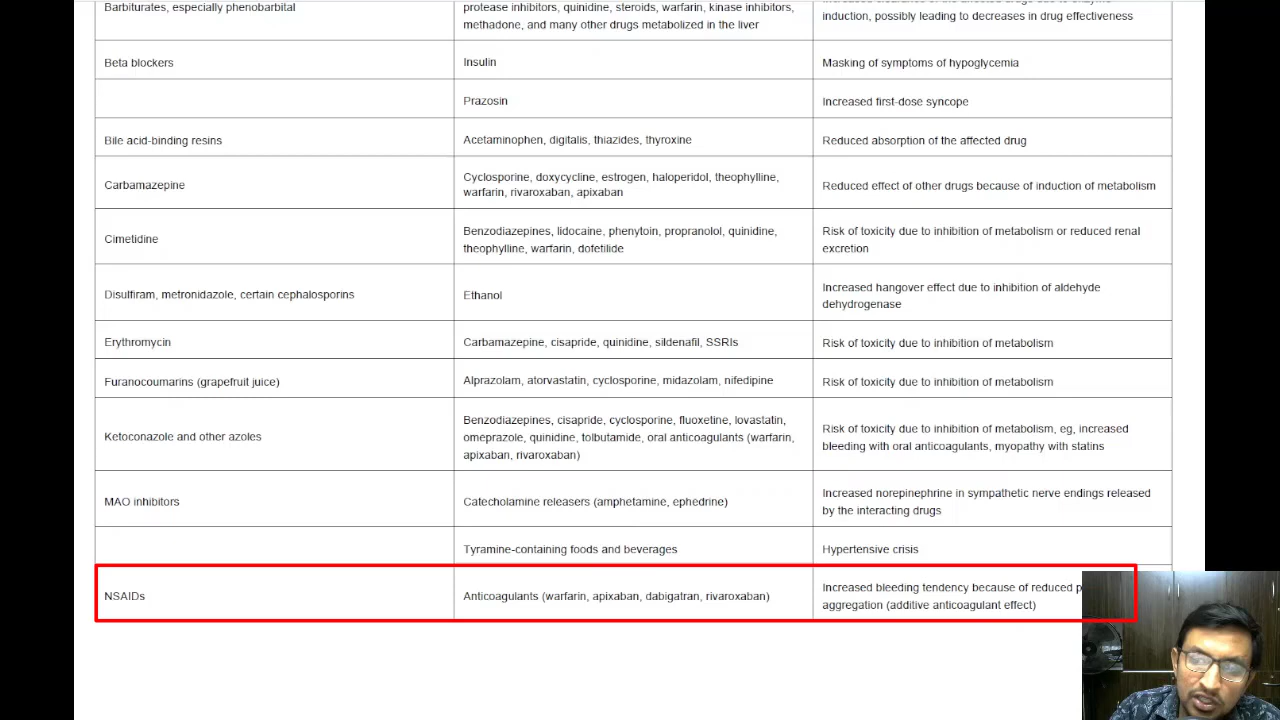 Barbiturates, especially phenobarbital
protease inhibitors, quinidine, steroids, warfarin, kinase inhibitors,
methadone, and many other drugs metabolized in the liver
induction, possibly leading to decreases in drug effectiveness
Beta blockers
Insulin
Masking of symptoms of hypoglycemia
Prazosin
Increased first-dose syncope
Bile acid-binding resins
Acetaminophen, digitalis, thiazides, thyroxine
Reduced absorption of the affected drug
Carbamazepine
Cyclosporine, doxycycline, estrogen, haloperidol, theophylline,
warfarin, rivaroxaban, apixaban
Reduced effect of other drugs because of induction of metabolism
Cimetidine
Benzodiazepines, lidocaine, phenytoin, propranolol, quinidine,
theophylline, warfarin, dofetilide
Risk of toxicity due to inhibition of metabolism or reduced renal
excretion
Disulfiram, metronidazole, certain cephalosporins
Ethanol
Increased hangover effect due to inhibition of aldehyde
dehydrogenase
Erythromycin
Carbamazepine, cisapride, quinidine, sildenafil, SSRIs
Risk of toxicity due to inhibition of metabolism
Furanocoumarins (grapefruit juice)
Alprazolam, atorvastatin, cyclosporine, midazolam, nifedipine
Risk of toxicity due to inhibition of metabolism
Ketoconazole and other azoles
Benzodiazepines, cisapride, cyclosporine, fluoxetine, lovastatin,
omeprazole, quinidine, tolbutamide, oral anticoagulants (warfarin,
apixaban, rivaroxaban)
Risk of toxicity due to inhibition of metabolism, eg, increased
bleeding with oral anticoagulants, myopathy with statins
MAO inhibitors
Catecholamine releasers (amphetamine, ephedrine)
Increased norepinephrine in sympathetic nerve endings released
by the interacting drugs
Tyramine-containing foods and beverages
Hypertensive crisis
NSAIDs
Anticoagulants (warfarin, apixaban, dabigatran, rivaroxaban)
Increased bleeding tendency because of reduced
aggregation (additive anticoagulant effect)